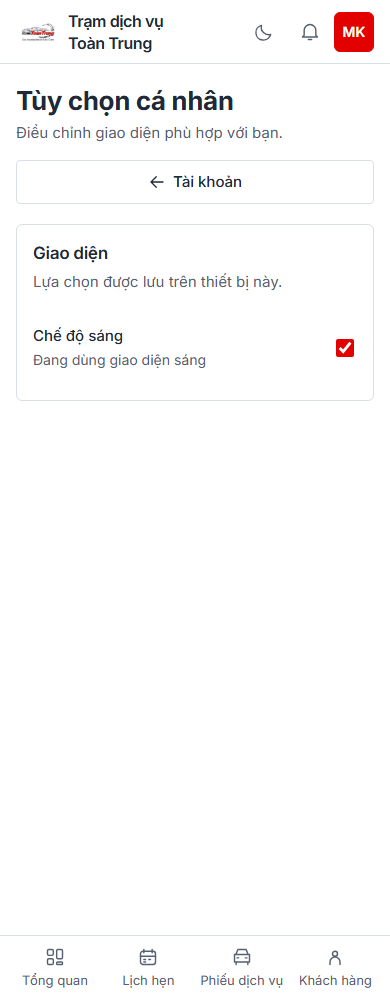 Trạm dịch vụ
Toàn Trung
MK
Tùy chọn cá nhân
Điều chỉnh giao diện phù hợp với bạn.
Tài khoản
Giao diện
Lựa chọn được lưu trên thiết bị này.
Chế độ sáng
Đang dùng giao diện sáng
Tổng quan
Lịch hẹn
Phiếu dịch vụ
Khách hàng